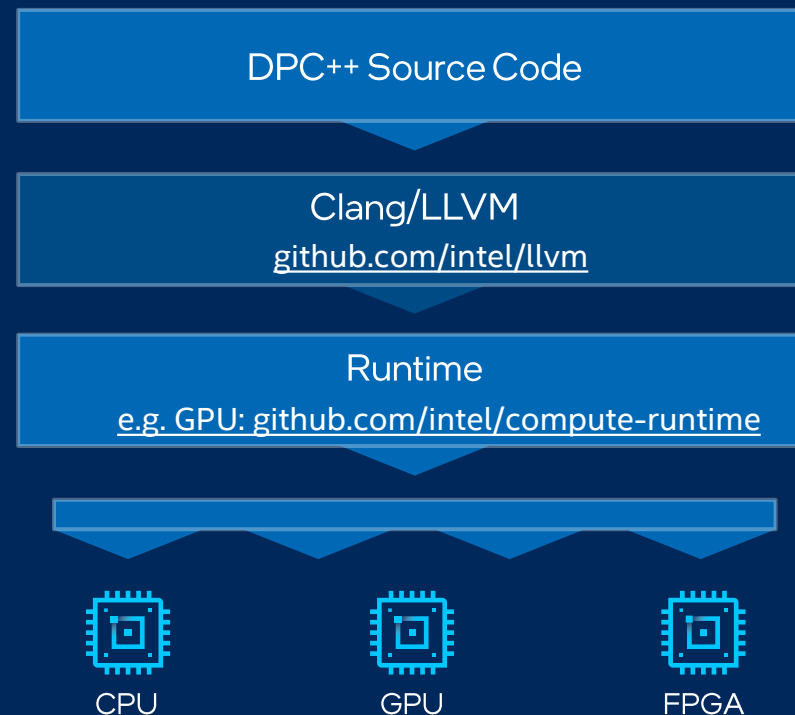 DPC++ Source Code
Clang/LLVM
github.com/intel/llvm
Runtime
e.g. GPU: github.com/intel/compute-runtime
CPU
GPU
FPGA